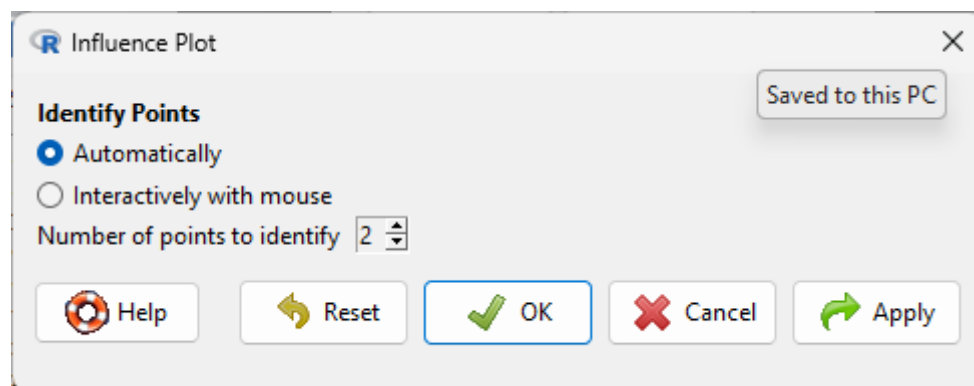 Influence Plot
Saved to this PC
Identify Points
Automatically
Interactively with mouse
Number of points to identify 2
Help Reset OK Cancel Apply